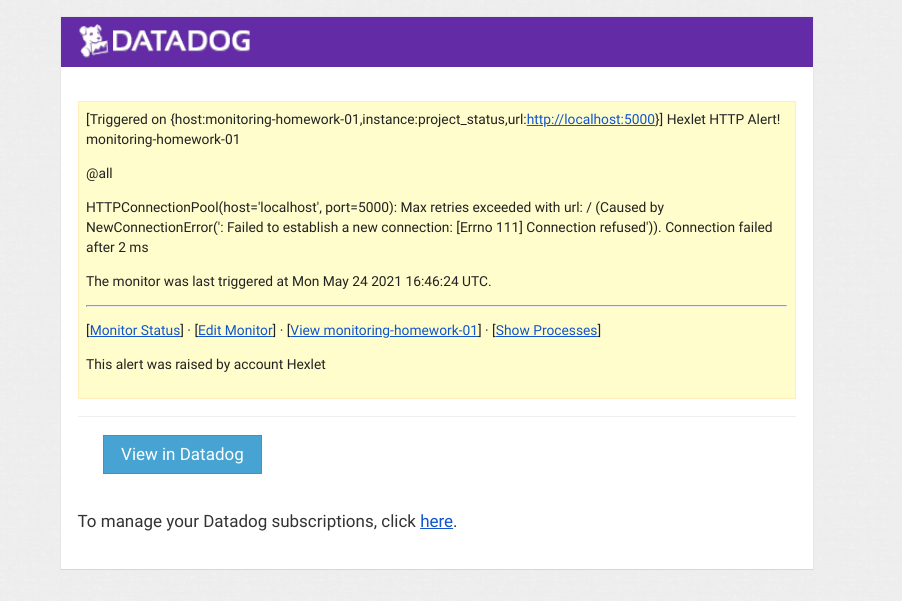 DATADOG
[Triggered on {host:monitoring-homework-01,instance:project_status,url:http://localhost:5000}] Hexlet HTTP Alert!
monitoring-homework-01
@all
HTTPConnectionPool(host='localhost', port=5000): Max retries exceeded with url: / (Caused by
NewConnectionError(': Failed to establish a new connection: [Errno 111] Connection refused')). Connection failed
after 2 ms
The monitor was last triggered at Mon May 24 2021 16:46:24 UTC.
[Monitor Status] · [Edit Monitor] · [View monitoring-homework-01] · [Show Processes]
This alert was raised by account Hexlet
View in Datadog
To manage your Datadog subscriptions, click here.